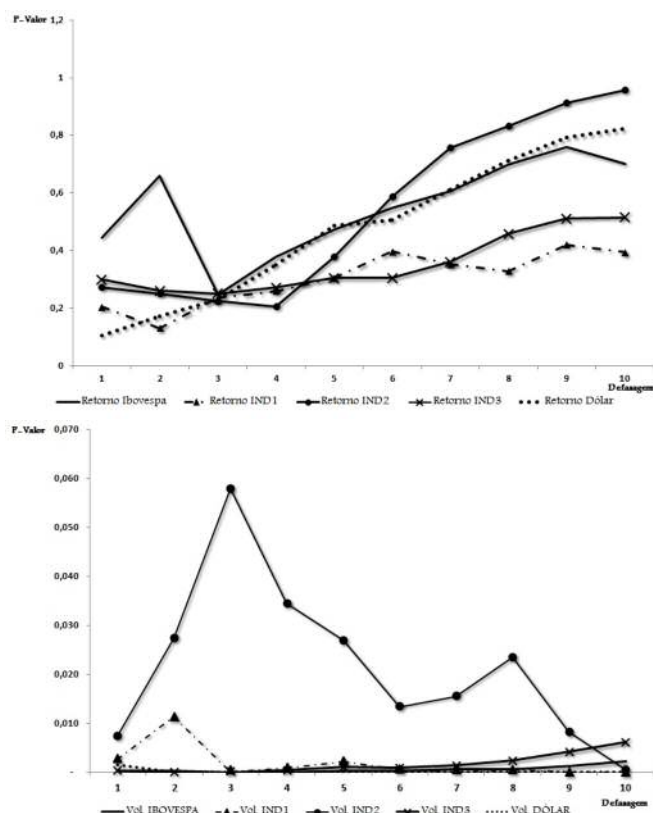 P-Valor
1,2
1
0,8
0,6
0,4
0,2
0
1 2 3 4 5 6 7 8 9 10
Defasagem
Retorno Ibovespa Retorno IND1 Retorno IND2 Retorno IND3 Retorno Dólar
P-Valor
0,070
0,060
0,050
0,040
0,030
0,020
0,010
-
1 2 3 4 5 6 7 8 9 10
Defasagem
Vol. IBOVESPA Vol. IND1 Vol. IND2 Vol. IND3 Vol. DÓLAR